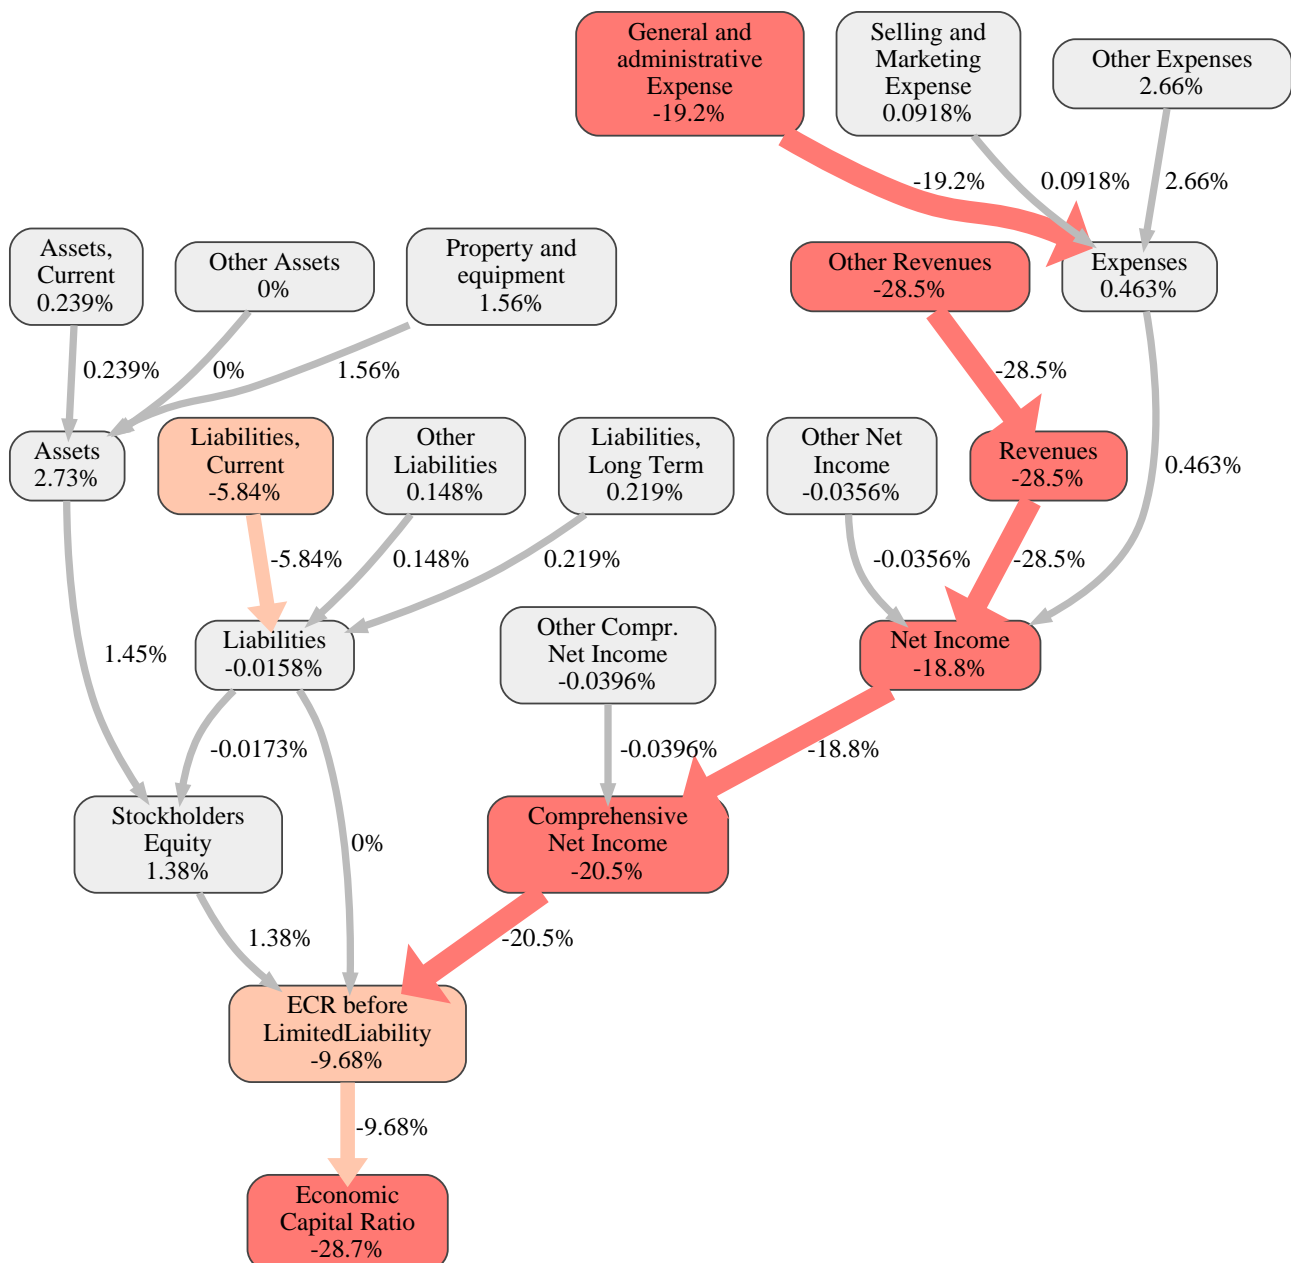 General and
administrative
Expense
-19.2%
Selling and
Marketing
Expense
0.0918%
Other Expenses
2.66%
-19.2%
0.0918%
2.66%
Assets,
Current
0.239%
Other Assets
0%
Property and
equipment
1.56%
Other Revenues
-28.5%
Expenses
0.463%
0.239%
0%
1.56%
-28.5%
Assets
2.73%
Liabilities,
Current
-5.84%
Other
Liabilities
0.148%
Liabilities,
Long Term
0.219%
Other Net
Income
-0.0356%
Revenues
-28.5%
0.463%
-5.84%
0.148%
0.219%
-0.0356%
-28.5%
1.45%
Liabilities
-0.0158%
Other Compr.
Net Income
-0.0396%
Net Income
-18.8%
-0.0173%
-0.0396%
-18.8%
Stockholders
Equity
1.38%
0%
Comprehensive
Net Income
-20.5%
1.38%
-20.5%
ECR before
LimitedLiability
-9.68%
-9.68%
Economic
Capital Ratio
-28.7%